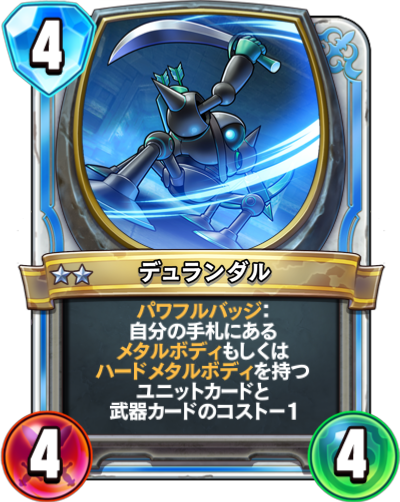 4
デュランダル
パワフルバッジ:
自分の手札にある
メタルボディもしくは
ハードメタルボディを持つ
ユニットカードと
武器カードのコスト－1
4
4